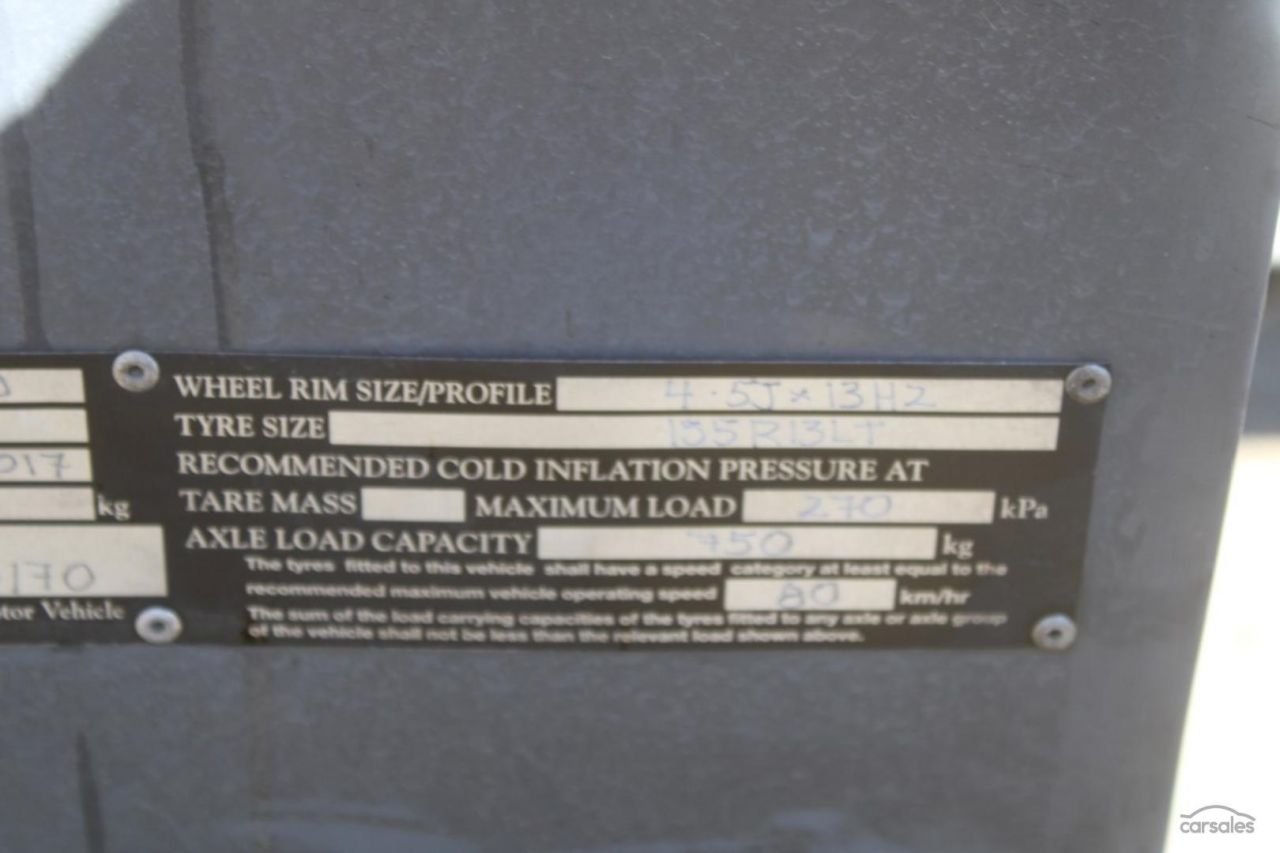 WHEEL RIM SIZE/PROFILE 4.5J x 13H2
TYRE SIZE 155R13LT
017 RECOMMENDED COLD INFLATION PRESSURE AT
kg TARE MASS MAXIMUM LOAD 270 kPa
AXLE LOAD CAPACITY 750 kg
The tyres fitted to this vehicle shall have a speed category at least equal to the
170 recommended maximum vehicle operating speed 80 km/hr
tor Vehicle The sum of the load carrying capacities of the tyres fitted to any axle or axle group
of the vehicle shall not be less than the relevant load shown above.
carsales